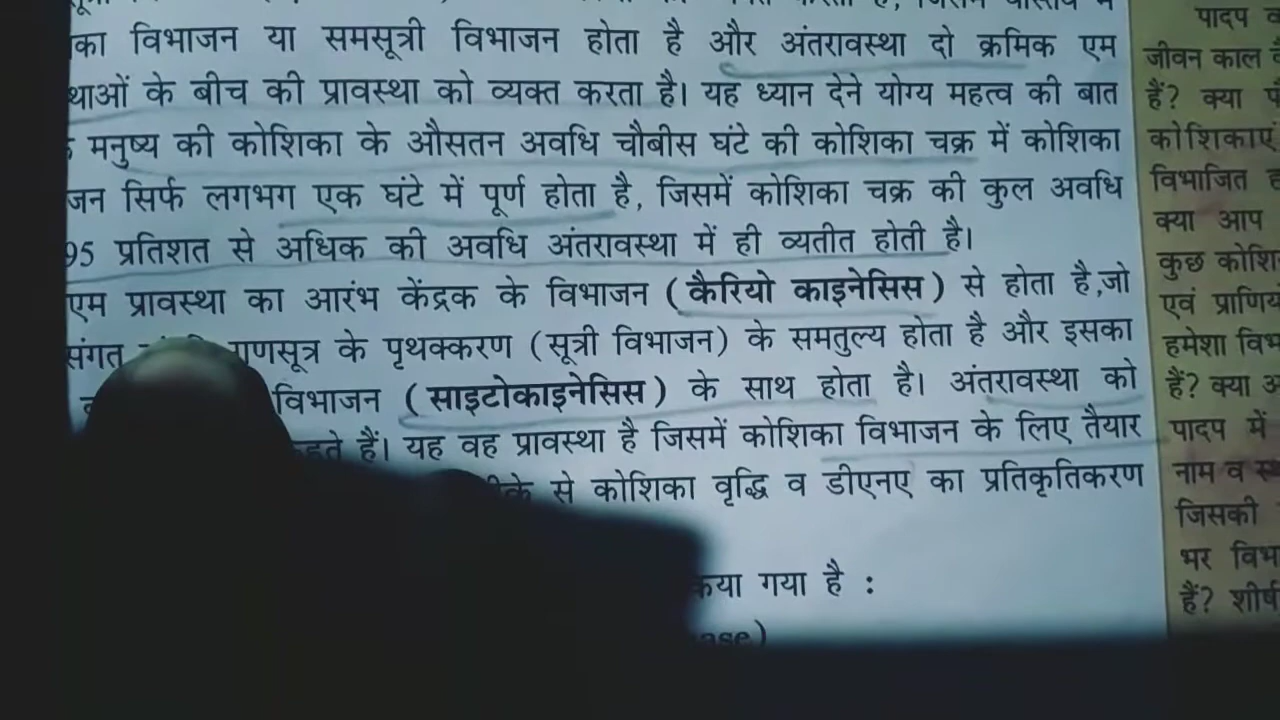 का विभाजन या समसूत्री विभाजन होता है और अंतरावस्था दो क्रमिक एम
थाओं के बीच की प्रावस्था को व्यक्त करता है। यह ध्यान देने योग्य महत्व की बात
मनुष्य की कोशिका के औसतन अवधि चौबीस घंटे की कोशिका चक्र में कोशिका
जन सिर्फ लगभग एक घंटे में पूर्ण होता है, जिसमें कोशिका चक्र की कुल अवधि
95 प्रतिशत से अधिक की अवधि अंतरावस्था में ही व्यतीत होती है।
एम प्रावस्था का आरंभ केंद्रक के विभाजन (कैरियो काइनेसिस) से होता है,जो
संगत गुणसूत्र के पृथक्करण (सूत्री विभाजन) के समतुल्य होता है और इसका
विभाजन (साइटोकाइनेसिस) के साथ होता है। अंतरावस्था को
कहते हैं। यह वह प्रावस्था है जिसमें कोशिका विभाजन के लिए तैयार
से कोशिका वृद्धि व डीएनए का प्रतिकृतिकरण
किया गया है :
पादप
जीवन काल
हैं? क्या
कोशिकाएं
विभाजित
क्या आप
कुछ
एवं
हमेशा
हैं? क्या
पादप में
नाम व
जिसकी
भर
हैं?